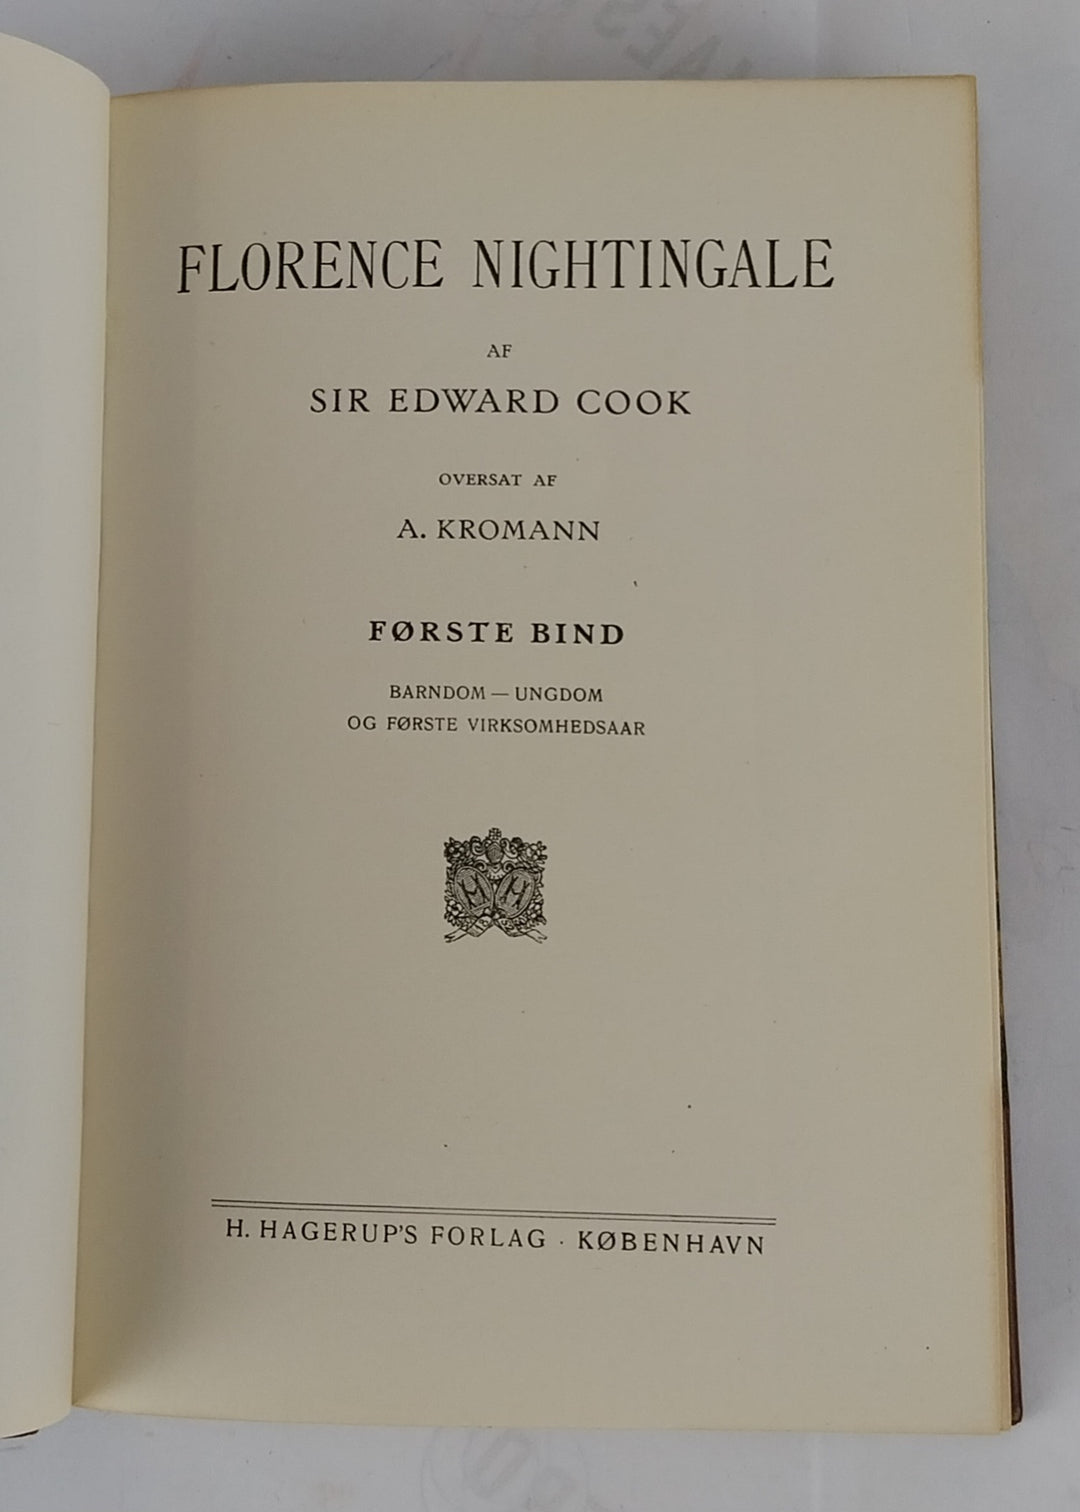 FLORENCE NIGHTINGALE
AF
SIR EDWARD COOK
OVERSAT AF
A. KROMANN
FØRSTE BIND
BARNDOM — UNGDOM
OG FØRSTE VIRKSOMHEDSAAR
H H
H. HAGERUP'S FORLAG · KØBENHAVN